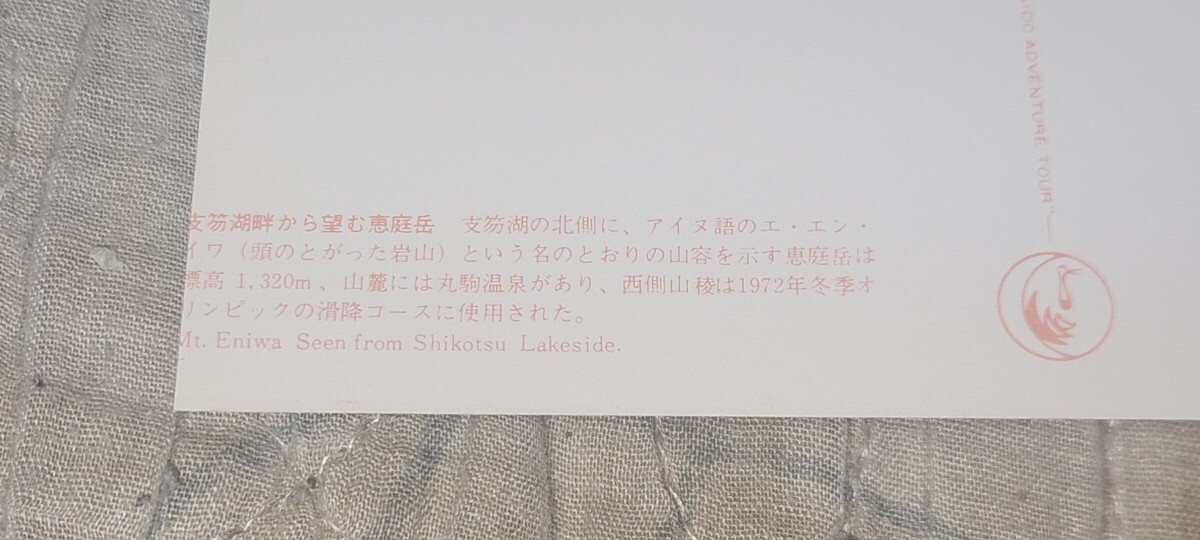 支笏湖畔から望む恵庭岳　支笏湖の北側に、アイヌ語のエ・エン・
イワ（頭のとがった岩山）という名のとおりの山容を示す恵庭岳は
標高 1,320m、山麓には丸駒温泉があり、西側山稜は1972年冬季オ
リンピックの滑降コースに使用された。
Mt. Eniwa Seen from Shikotsu Lakeside.
ADVENTURE TOUR"